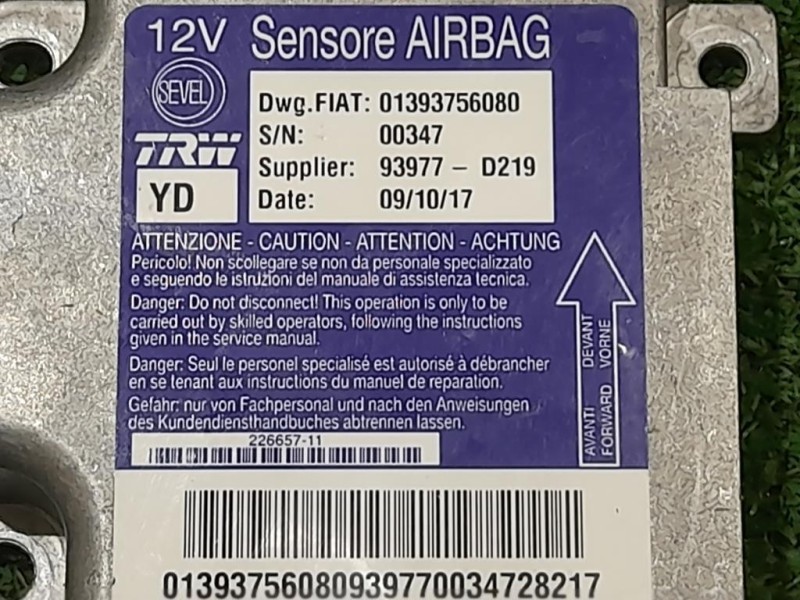 12V Sensore AIRBAG
SEVEL
TRW
YD
Dwg.FIAT: 01393756080
S/N: 00347
Supplier: 93977 - D219
Date: 09/10/17
ATTENZIONE - CAUTION - ATTENTION - ACHTUNG
Pericolo! Non scollegare se non da personale specializzato
e seguendo le istruzioni del manuale di assistenza tecnica.
Danger: Do not disconnect! This operation is only to be
carried out by skilled operators, following the instructions
given in the service manual.
Danger: Seul le personel specialisé est autorisé à débrancher
en se tenant aux instructions du manuel de reparation.
Gefahr: nur von Fachpersonal und nach den Anweisungen
des Kundendiensthandbuches abtrennen lassen.
AVANTI DEVANT
FORWARD VORNE
226657-11
01393756080939770034728217